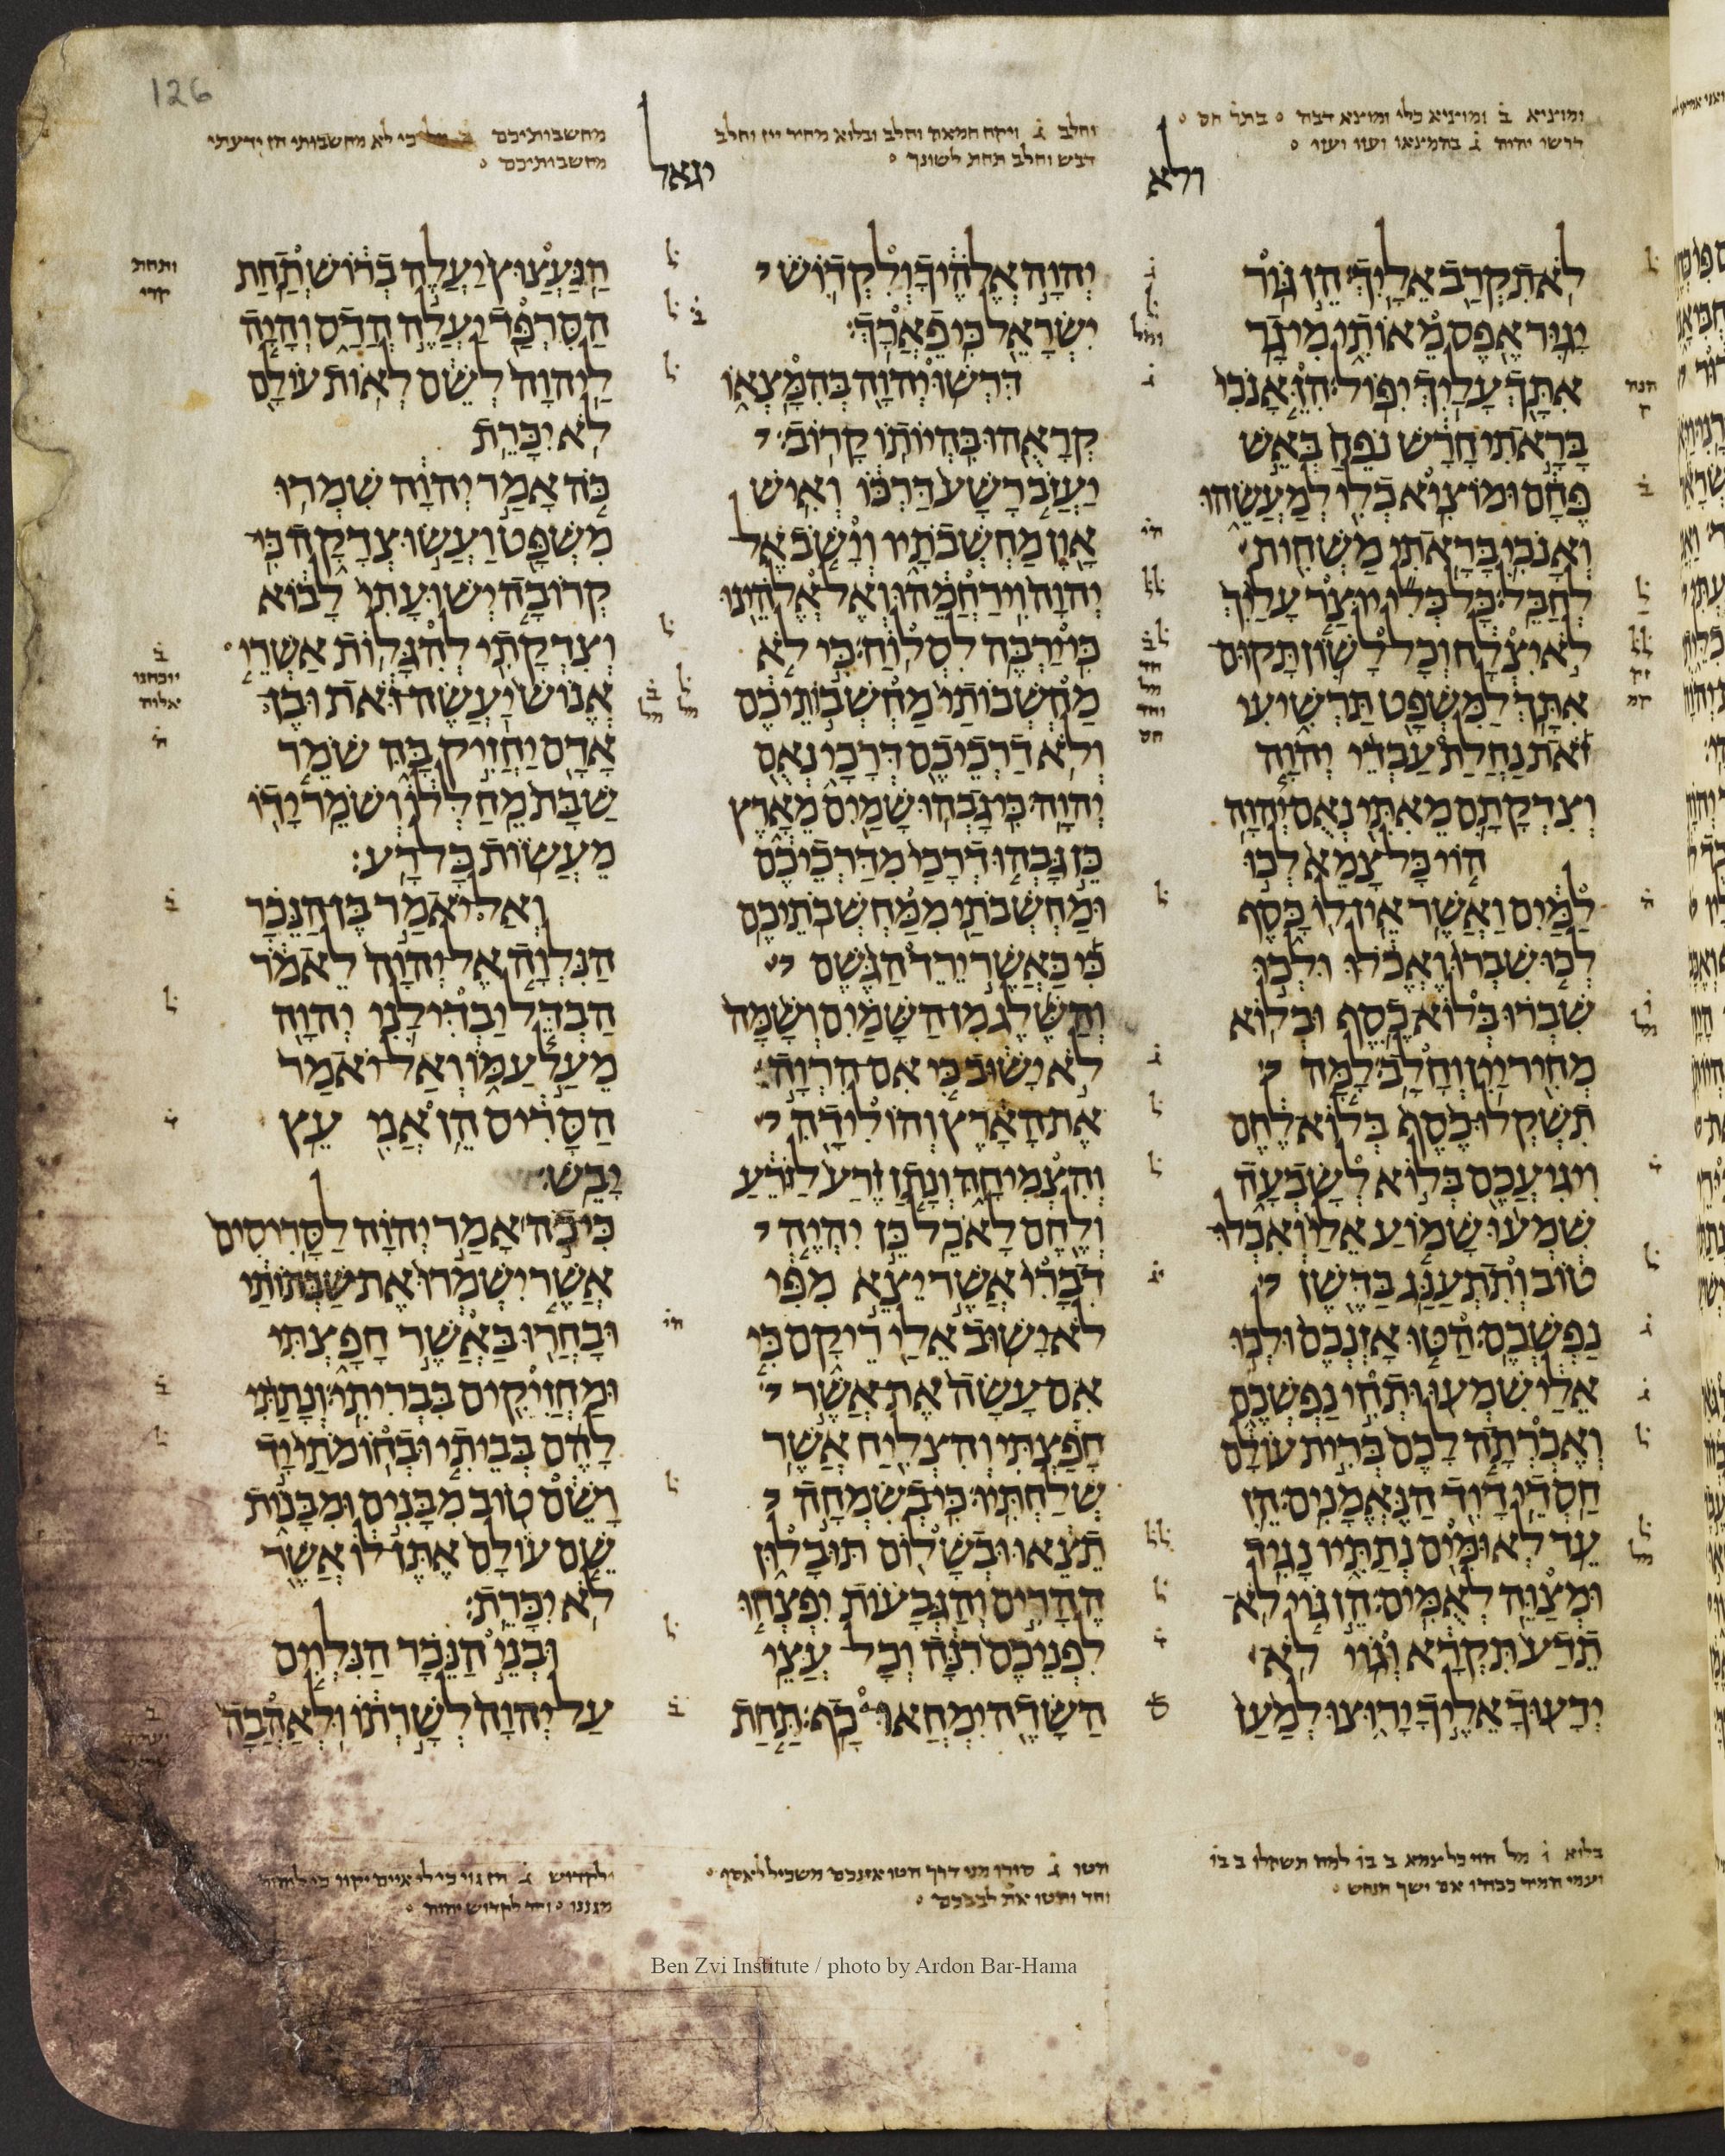 126
ומוציא ב ומוציא כלי ומוצא דבה
דרשו יהוה ג בהמצאו ועזו ועזו
וחלב ג ויקח חמאה וחלב ובלוא מחיר יין וחלב
דבש וחלב תחת לשונך
מחשבותיכם כי לא מחשבותי הן ידעתי
מחשבותיכם
ולא
יגאל
לא תקרב אליך׃ הן גור
יגור אפס מאותי מי גר
אתך עליך יפול׃ הן אנכי
בראתי חרש נפח באש
פחם ומוציא כלי למעשהו
ואנכי בראתי משחית
לחבל׃ כל כלי יוצר עליך
לא יצלח וכל לשון תקום
אתך למשפט תרשיעי
זאת נחלת עבדי יהוה
וצדקתם מאתי נאם יהוה
הוי כל צמא לכו
למים ואשר אין לו כסף
לכו שברו ואכלו ולכו
שברו בלוא כסף ובלוא
מחיר יין וחלב׃ למה
תשקלו כסף בלוא לחם
ויגיעכם בלוא לשבעה
שמעו שמוע אלי ואכלו
טוב ותתענג בדשן
נפשכם׃ הטו אזנכם ולכו
אלי שמעו ותחי נפשכם
ואכרתה לכם ברית עולם
חסדי דויד הנאמנים׃ הן
עד לאומים נתתיו נגיד
ומצוה לאמים׃ הן גוי לא
תדע תקרא וגוי לא
ידעוך אליך ירוצו למען
יהוה אלהיך ולקדוש
ישראל כי פארך׃
דרשו יהוה בהמצאו
קראהו בהיותו קרוב׃
יעזב רשע דרכו ואיש
און מחשבתיו וישב אל
יהוה וירחמהו ואל אלהינו
כי ירבה לסלוח׃ כי לא
מחשבותי מחשבותיכם
ולא דרכיכם דרכי נאם
יהוה׃ כי גבהו שמים מארץ
כן גבהו דרכי מדרכיכם
ומחשבתי ממחשבתיכם
כי כאשר ירד הגשם
והשלג מן השמים ושמה
לא ישוב כי אם הרוה
את הארץ והולידה
והצמיחה ונתן זרע לזרע
ולחם לאכל׃ כן יהיה
דברי אשר יצא מפי
לא ישוב אלי ריקם כי
אם עשה את אשר
חפצתי והצליח אשר
שלחתיו׃ כי בשמחה
תצאו ובשלום תובלון
ההרים והגבעות יפצחו
לפניכם רנה וכל עצי
השדה ימחאו כף׃ תחת
הנעצוץ יעלה ברוש תחת
הסרפד יעלה הדס והיה
ליהוה לשם לאות עולם
לא יכרת
כה אמר יהוה שמרו
משפט ועשו צדקה כי
קרובה ישועתי לבוא
וצדקתי להגלות׃ אשרי
אנוש יעשה זאת ובן
אדם יחזיק בה שמר
שבת מחללו ושמר ידו
מעשות כל רע׃
ואל יאמר בן הנכר
הנלוה אל יהוה לאמר
הבדל יבדילני יהוה
מעל עמו ואל יאמר
הסריס הן אני עץ
יבש׃
כי כה אמר יהוה לסריסים
אשר ישמרו את שבתותי
ובחרו באשר חפצתי
ומחזיקים בבריתי׃ ונתתי
להם בביתי ובחומתי יד
ושם טוב מבנים ומבנות
שם עולם אתן לו אשר
לא יכרת׃
ובני הנכר הנלוים
על יהוה לשרתו ולאהבה
בלוא ו מל הוי כל צמא ב בו למה תשקלו ב בו
ועמי המיר כבודו אם ישך הנחש
הטו ג סורו מני דרך הטו אזנכם משכיל לאסף
וחד והטו את לבבכם
ולקדוש ג הן גוי כי לי איים יקוו כי ליהוה
מגננו וחד לקדוש יהוה
Ben Zvi Institute / photo by Ardon Bar-Hama